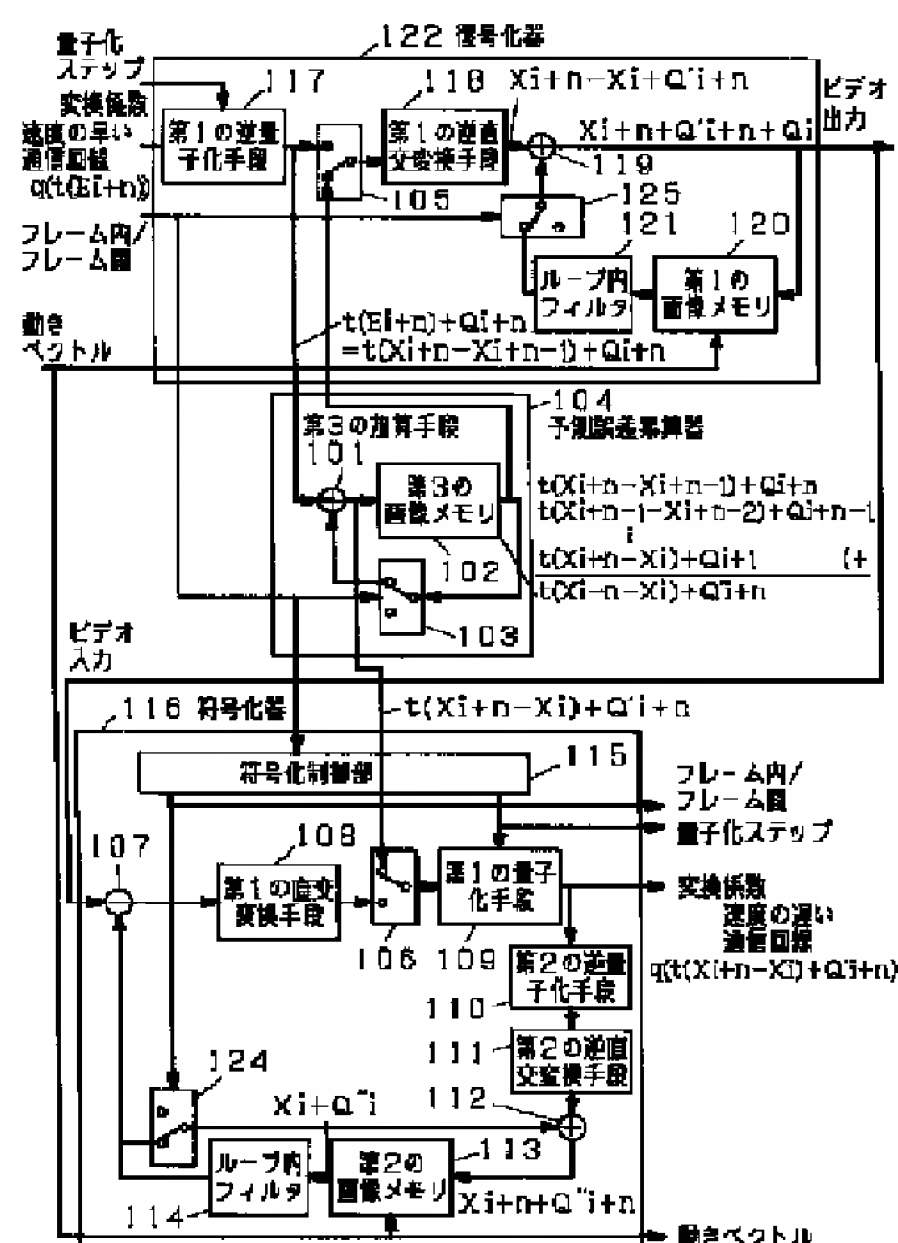 量子化
ステップ
122 復号化器
117
118
Xi+n-Xi+Q'i+n
ビデオ
出力
変換係数
速度の早い
通信回線
q(t(Ei+n))
第1の逆量
子化手段
第1の逆直
交変換手段
Xi+n+Q'i+n+Qi
119
105
125
フレーム内/
フレーム間
121
120
ループ内
フィルタ
第1の
画像メモリ
動き
ベクトル
t(Ei+n)+Qi+n
=t(Xi+n-Xi+n-1)+Qi+n
104
予測誤差累算器
第3の加算手段
101
第3の
画像メモリ
102
103
t(Xi+n-Xi+n-1)+Qi+n
t(Xi+n-1-Xi+n-2)+Qi+n-1
t(Xi+n-Xi)+Qi+1 (+
t(Xi+n-Xi)+Q'i+n
ビデオ
入力
116 符号化器
t(Xi+n-Xi)+Q'i+n
符号化制御部
115
フレーム内/
フレーム間
量子化ステップ
107
108
第1の直交
変換手段
106
第1の量子
化手段
109
変換係数
速度の遅い
通信回線
q(t(Xi+n-Xi)+Q'i+n)
第2の逆量
子化手段
110
111
第2の逆直
交変換手段
124
Xi+Q"i
112
113
ループ内
フィルタ
第2の
画像メモリ
114
Xi+n+Q"i+n
動きベクトル